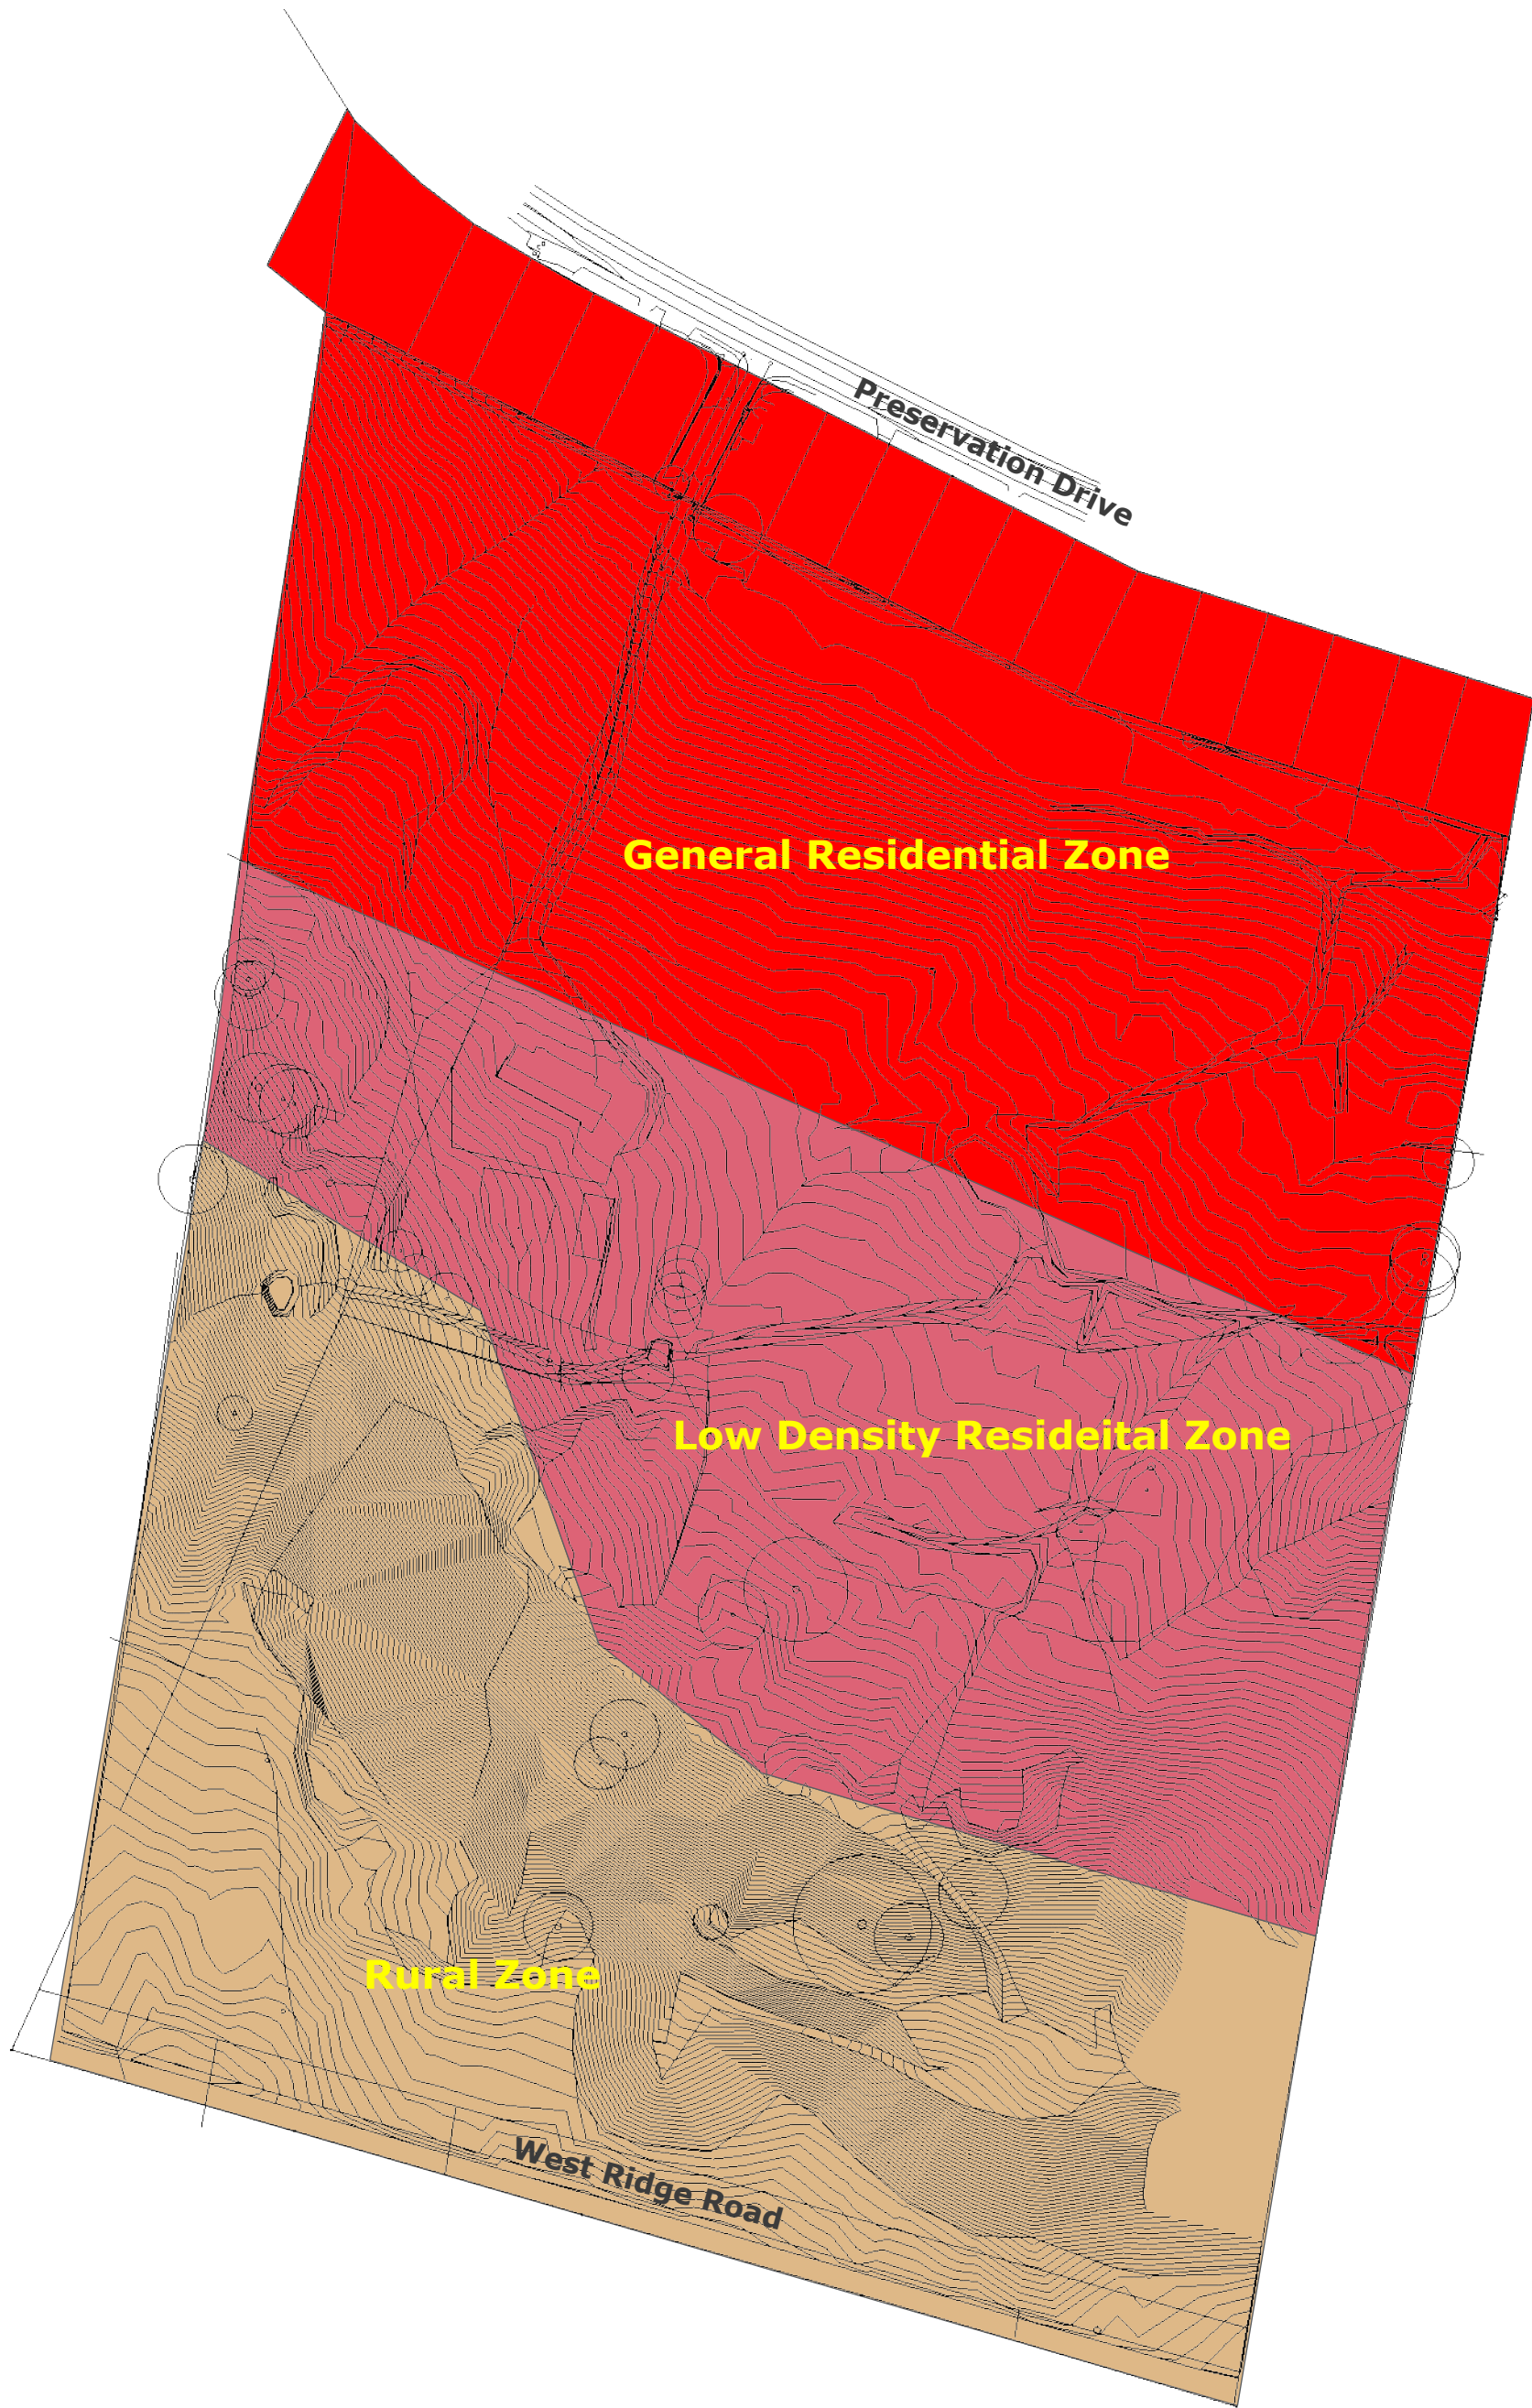 Preservation Drive
General Residential Zone
Low Density Resideital Zone
Rural Zone
West Ridge Road